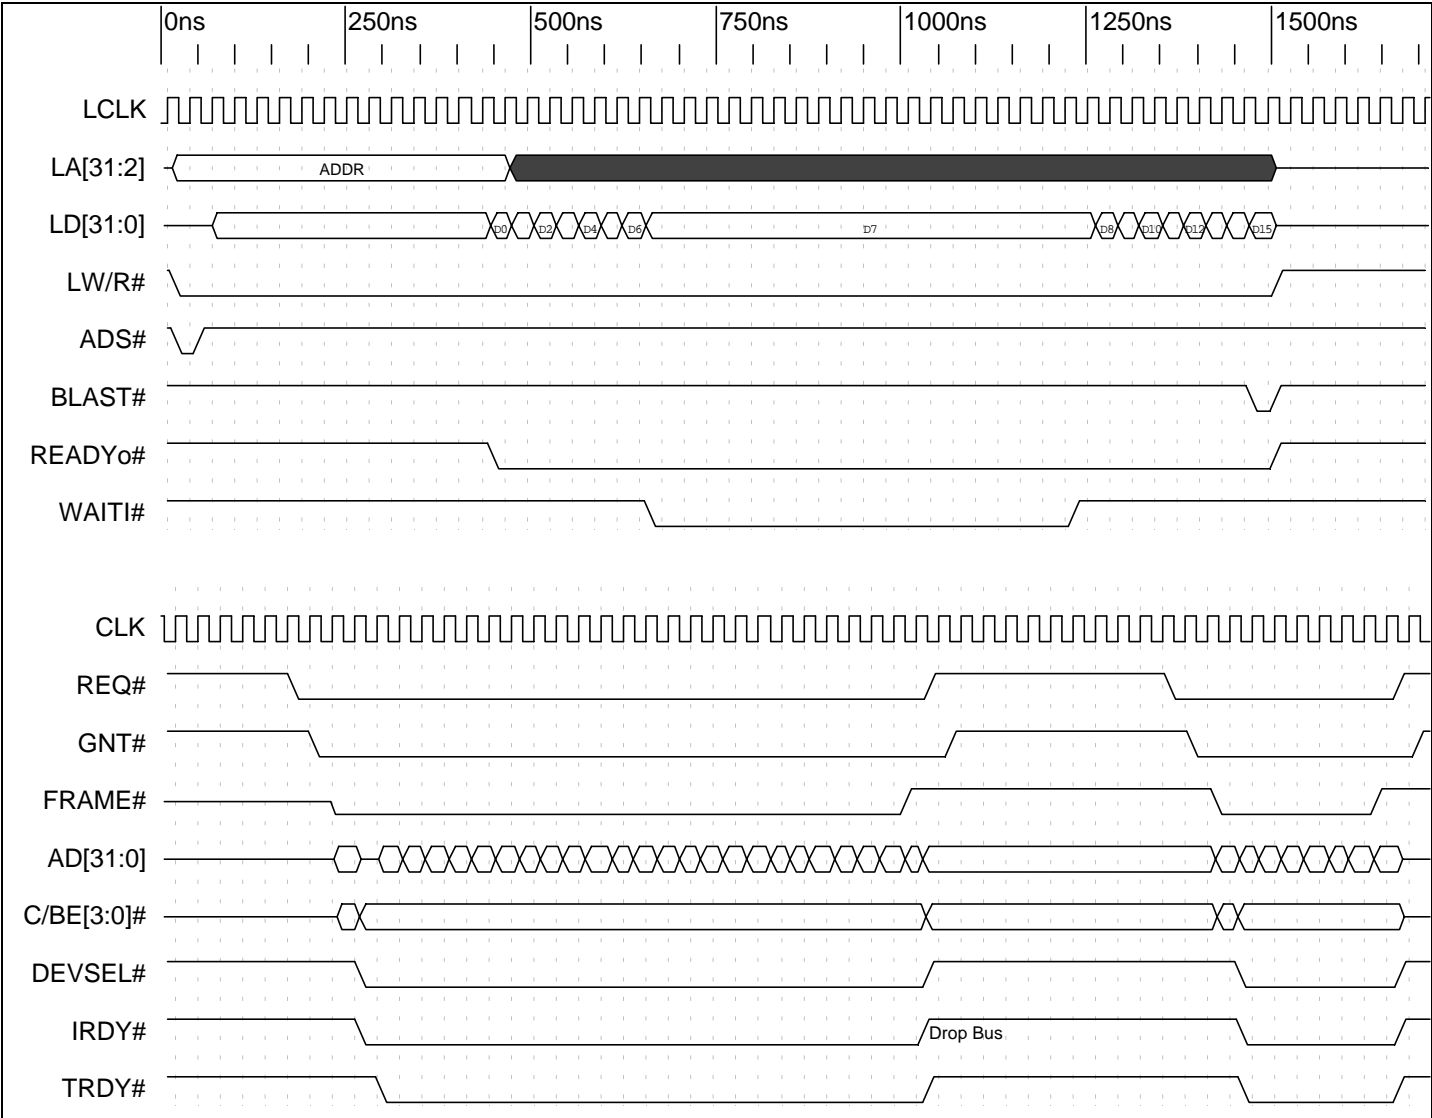 0ns 250ns 500ns 750ns 1000ns 1250ns 1500ns
LCLK
LA[31:2] ADDR
LD[31:0] D0 D2 D4 D6 D7 D8 D10 D12 D15
LW/R#
ADS#
BLAST#
READYo#
WAITI#
CLK
REQ#
GNT#
FRAME#
AD[31:0]
C/BE[3:0]#
DEVSEL#
IRDY# Drop Bus
TRDY#